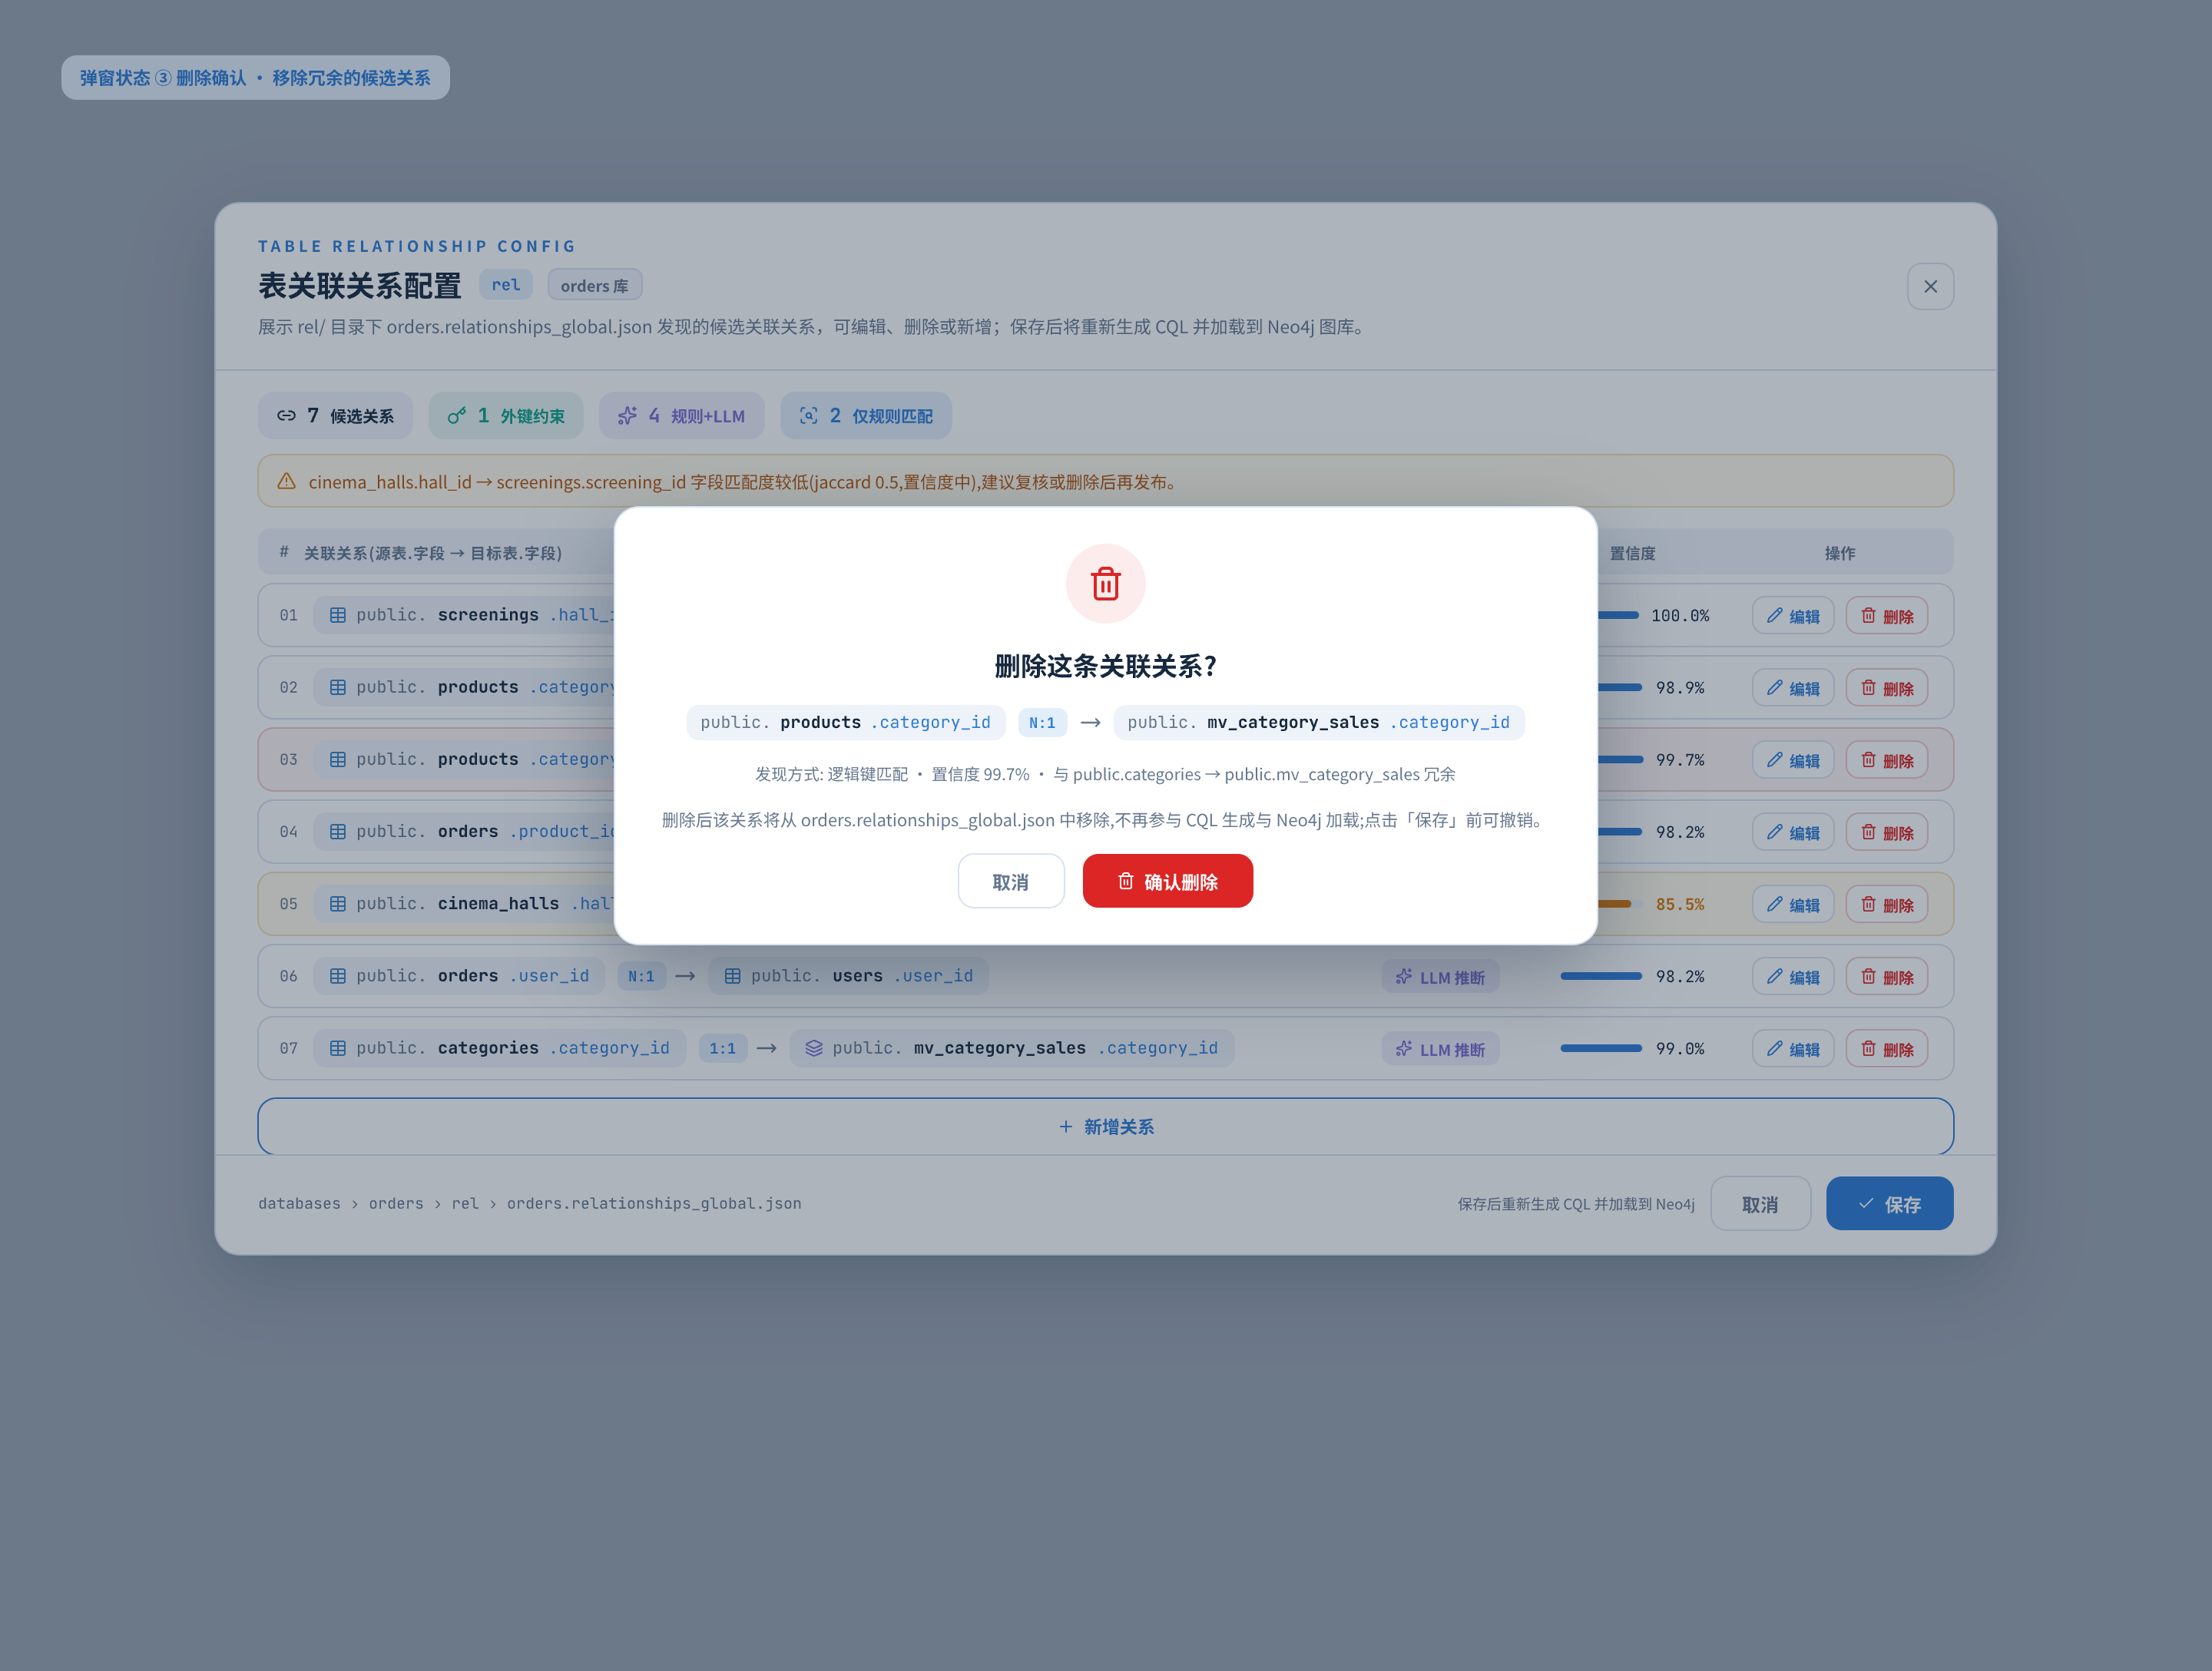 弹窗状态 ③ 删除确认 · 移除冗余的候选关系
TABLE RELATIONSHIP CONFIG
表关联关系配置 rel orders 库
展示 rel/ 目录下 orders.relationships_global.json 发现的候选关联关系，可编辑、删除或新增；保存后将重新生成 CQL 并加载到 Neo4j 图库。
7 候选关系 1 外键约束 4 规则+LLM 2 仅规则匹配
cinema_halls.hall_id → screenings.screening_id 字段匹配度较低(jaccard 0.5,置信度中),建议复核或删除后再发布。
# 关联关系(源表.字段 → 目标表.字段) 置信度 操作
01 public. screenings 100.0% 编辑 删除
02 public. products .category 98.9% 编辑 删除
03 public. products .category 99.7% 编辑 删除
04 public. orders 98.2% 编辑 删除
05 public. cinema_halls 85.5% 编辑 删除
06 public. orders .user_id N:1 → public. users .user_id LLM 推断 98.2% 编辑 删除
07 public. categories .category_id 1:1 → public. mv_category_sales .category_id LLM 推断 99.0% 编辑 删除
+ 新增关系
databases › orders › rel › orders.relationships_global.json 保存后重新生成 CQL 并加载到 Neo4j 取消 保存
删除这条关联关系?
public. products .category_id N:1 → public. mv_category_sales .category_id
发现方式: 逻辑键匹配 · 置信度 99.7% · 与 public.categories → public.mv_category_sales 冗余
删除后该关系将从 orders.relationships_global.json 中移除,不再参与 CQL 生成与 Neo4j 加载;点击「保存」前可撤销。
取消 确认删除